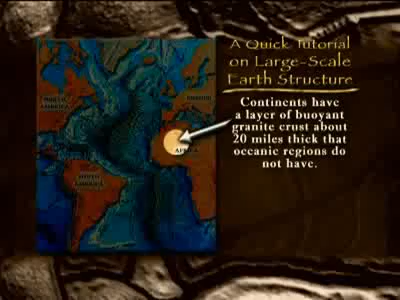 A Quick Tutorial
on Large-Scale
Earth Structure
Continents have
a layer of buoyant
granite crust about
20 miles thick that
oceanic regions do
not have.
NORTH
AMERICA
AFRICA
SOUTH
AMERICA